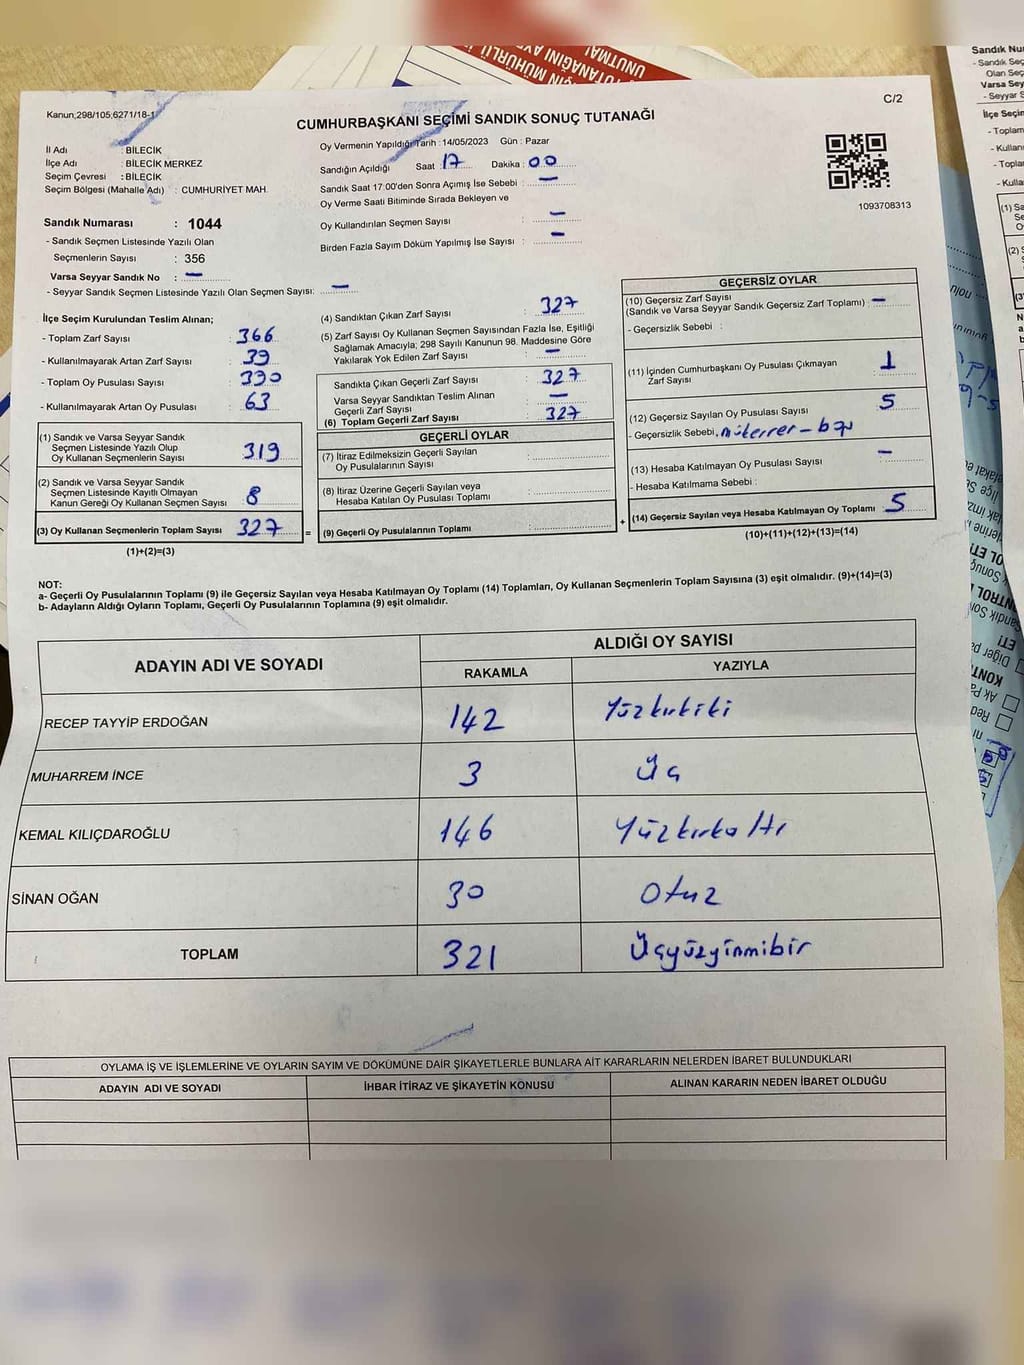 Kanun;298/105;6271/18-1
C/2
CUMHURBAŞKANI SEÇİMİ SANDIK SONUÇ TUTANAĞI
İl Adı : BİLECİK
İlçe Adı : BİLECİK MERKEZ
Seçim Çevresi : BİLECİK
Seçim Bölgesi (Mahalle Adı) : CUMHURİYET MAH.
Oy Vermenin Yapıldığı Tarih : 14/05/2023 Gün : Pazar
Sandığın Açıldığı Saat : 17 Dakika : 00
Sandık Saat 17:00'den Sonra Açımış İse Sebebi : —
Oy Verme Saati Bitiminde Sırada Bekleyen ve
Oy Kullandırılan Seçmen Sayısı : —
Birden Fazla Sayım Döküm Yapılmış İse Sayısı : —
1093708313
Sandık Numarası : 1044
- Sandık Seçmen Listesinde Yazılı Olan
Seçmenlerin Sayısı : 356
Varsa Seyyar Sandık No : —
- Seyyar Sandık Seçmen Listesinde Yazılı Olan Seçmen Sayısı: —
İlçe Seçim Kurulundan Teslim Alınan;
- Toplam Zarf Sayısı : 366
- Kullanılmayarak Artan Zarf Sayısı : 39
- Toplam Oy Pusulası Sayısı : 390
- Kullanılmayarak Artan Oy Pusulası : 63
(1) Sandık ve Varsa Seyyar Sandık
Seçmen Listesinde Yazılı Olup
Oy Kullanan Seçmenlerin Sayısı : 319
(2) Sandık ve Varsa Seyyar Sandık
Seçmen Listesinde Kayıtlı Olmayan
Kanun Gereği Oy Kullanan Seçmen Sayısı : 8
(3) Oy Kullanan Seçmenlerin Toplam Sayısı : 327 =
(1)+(2)=(3)
(4) Sandıktan Çıkan Zarf Sayısı : 327
(5) Zarf Sayısı Oy Kullanan Seçmen Sayısından Fazla İse, Eşitliği
Sağlamak Amacıyla; 298 Sayılı Kanunun 98. Maddesine Göre
Yakılarak Yok Edilen Zarf Sayısı : —
Sandıkta Çıkan Geçerli Zarf Sayısı : 327
Varsa Seyyar Sandıktan Teslim Alınan
Geçerli Zarf Sayısı : —
(6) Toplam Geçerli Zarf Sayısı : 327
GEÇERLİ OYLAR
(7) İtiraz Edilmeksizin Geçerli Sayılan
Oy Pusulalarının Sayısı :
(8) İtiraz Üzerine Geçerli Sayılan veya
Hesaba Katılan Oy Pusulası Toplamı :
(9) Geçerli Oy Pusulalarının Toplamı : +
GEÇERSİZ OYLAR
(10) Geçersiz Zarf Sayısı : —
(Sandık ve Varsa Seyyar Sandık Geçersiz Zarf Toplamı)
- Geçersizlik Sebebi :
(11) İçinden Cumhurbaşkanı Oy Pusulası Çıkmayan
Zarf Sayısı : 1
(12) Geçersiz Sayılan Oy Pusulası Sayısı : 5
- Geçersizlik Sebebi,
(13) Hesaba Katılmayan Oy Pusulası Sayısı : —
- Hesaba Katılmama Sebebi :
(14) Geçersiz Sayılan veya Hesaba Katılmayan Oy Toplamı : 5
(10)+(11)+(12)+(13)=(14)
NOT:
a- Geçerli Oy Pusulalarının Toplamı (9) ile Geçersiz Sayılan veya Hesaba Katılmayan Oy Toplamı (14) Toplamları, Oy Kullanan Seçmenlerin Toplam Sayısına (3) eşit olmalıdır. (9)+(14)=(3)
b- Adayların Aldığı Oyların Toplamı, Geçerli Oy Pusulalarının Toplamına (9) eşit olmalıdır.
ADAYIN ADI VE SOYADI
ALDIĞI OY SAYISI
RAKAMLA YAZIYLA
RECEP TAYYİP ERDOĞAN 142 Yüzkırkiki
MUHARREM İNCE 3 Üç
KEMAL KILIÇDAROĞLU 146 Yüzkırkaltı
SİNAN OĞAN 30 Otuz
TOPLAM 321 Üçyüzyirmibir
OYLAMA İŞ VE İŞLEMLERİNE VE OYLARIN SAYIM VE DÖKÜMÜNE DAİR ŞİKAYETLERLE BUNLARA AİT KARARLARIN NELERDEN İBARET BULUNDUKLARI
ADAYIN ADI VE SOYADI İHBAR İTİRAZ VE ŞİKAYETİN KONUSU ALINAN KARARIN NEDEN İBARET OLDUĞU